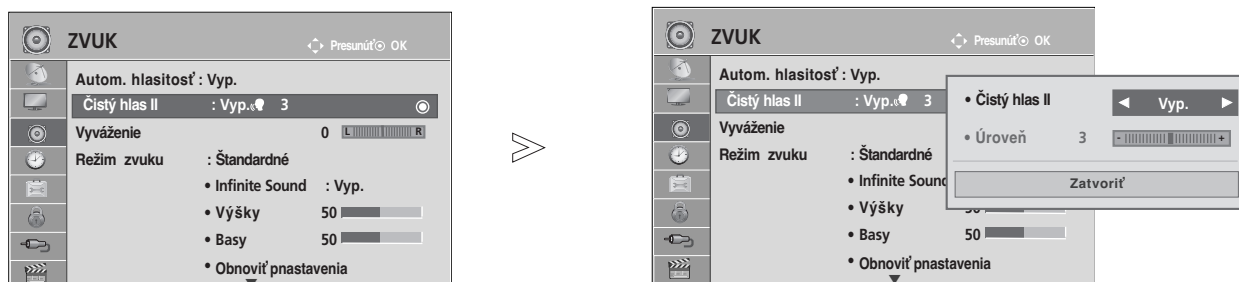 ZVUK
Presunúť OK
Autom. hlasitosť : Vyp.
Čistý hlas II : Vyp. 3
Vyváženie 0 L R
Režim zvuku : Štandardné
• Infinite Sound : Vyp.
• Výšky 50
• Basy 50
• Obnoviť pnastavenia
ZVUK
Presunúť OK
Autom. hlasitosť : Vyp.
Čistý hlas II : Vyp. 3
Vyváženie
Režim zvuku : Štandardné
• Infinite Sound
• Výšky 50
• Basy 50
• Obnoviť pnastavenia
• Čistý hlas II ◄ Vyp. ►
• Úroveň 3 - +
Zatvoriť